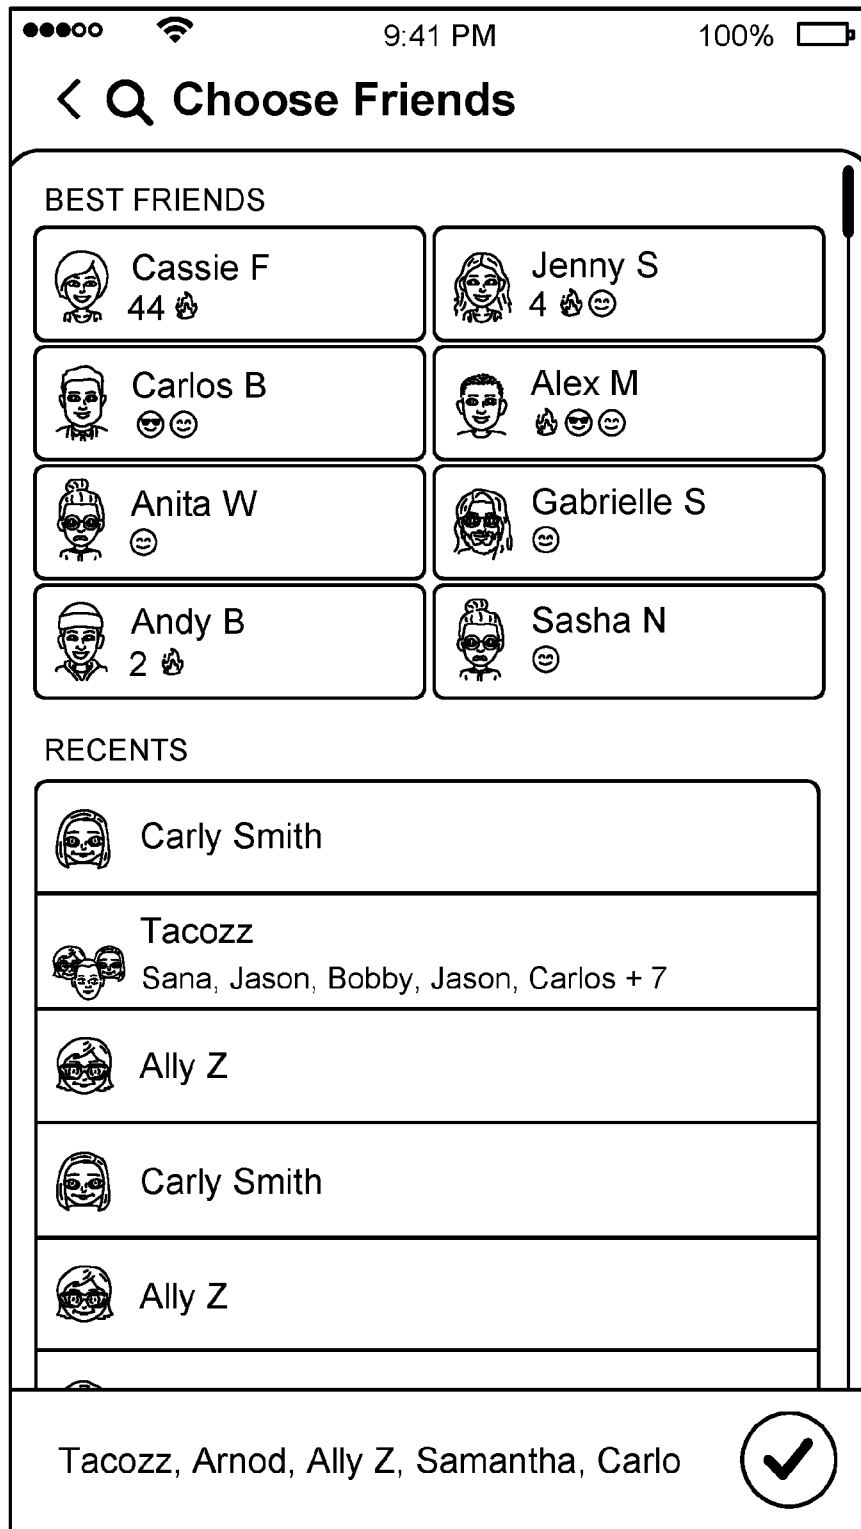 9:41 PM 100%
Choose Friends
BEST FRIENDS
Cassie F
44
Jenny S
4
Carlos B
Alex M
Anita W
Gabrielle S
Andy B
2
Sasha N
RECENTS
Carly Smith
Tacozz
Sana, Jason, Bobby, Jason, Carlos + 7
Ally Z
Carly Smith
Ally Z
Tacozz, Arnod, Ally Z, Samantha, Carlo